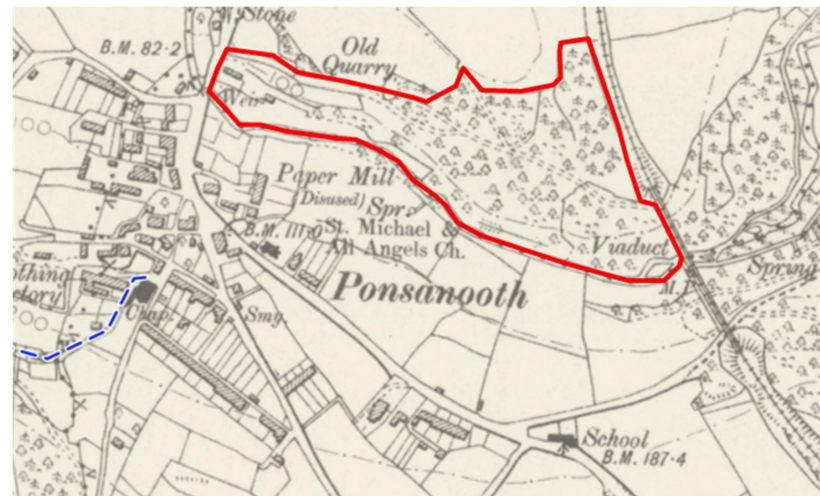 Stone
B.M. 82·2
Old
Quarry
Weir
Paper Mill
(Disused)
Spr.
B.M. 111·0
St. Michael &
All Angels Ch.
Viaduct
Spring
Ponsanooth
Chap.
Smy.
School
B.M. 187·4